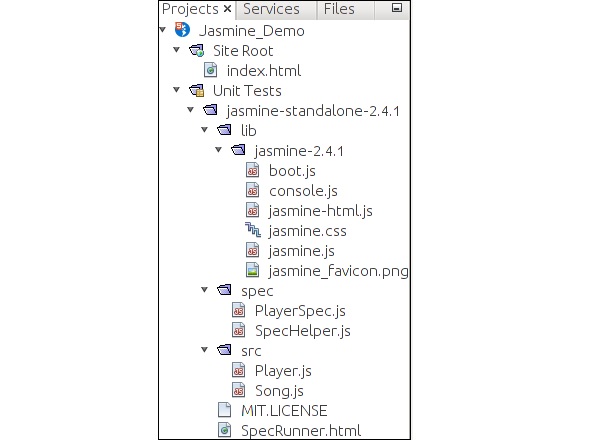 Projects × Services Files
Jasmine_Demo
Site Root
index.html
Unit Tests
jasmine-standalone-2.4.1
lib
jasmine-2.4.1
boot.js
console.js
jasmine-html.js
jasmine.css
jasmine.js
jasmine_favicon.png
spec
PlayerSpec.js
SpecHelper.js
src
Player.js
Song.js
MIT.LICENSE
SpecRunner.html